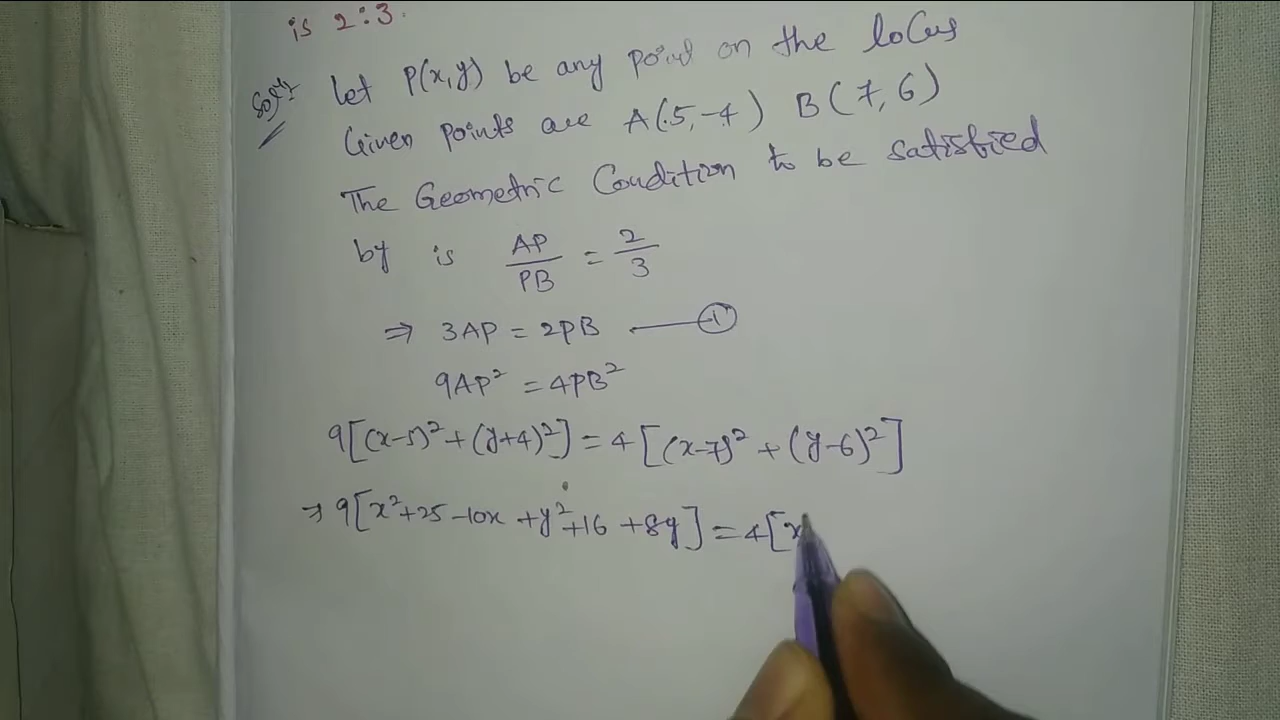 is 2:3.
Sol:- Let P(x,y) be any point on the locus
Given points are A(5,-4) B(7,6)
The Geometric Condition to be satisfied
by is AP/PB = 2/3
⇒ 3AP = 2PB —— ①
9AP² = 4PB²
9[(x-5)²+(y+4)²] = 4[(x-7)²+(y-6)²]
⇒ 9[x²+25-10x+y²+16+8y] = 4[x